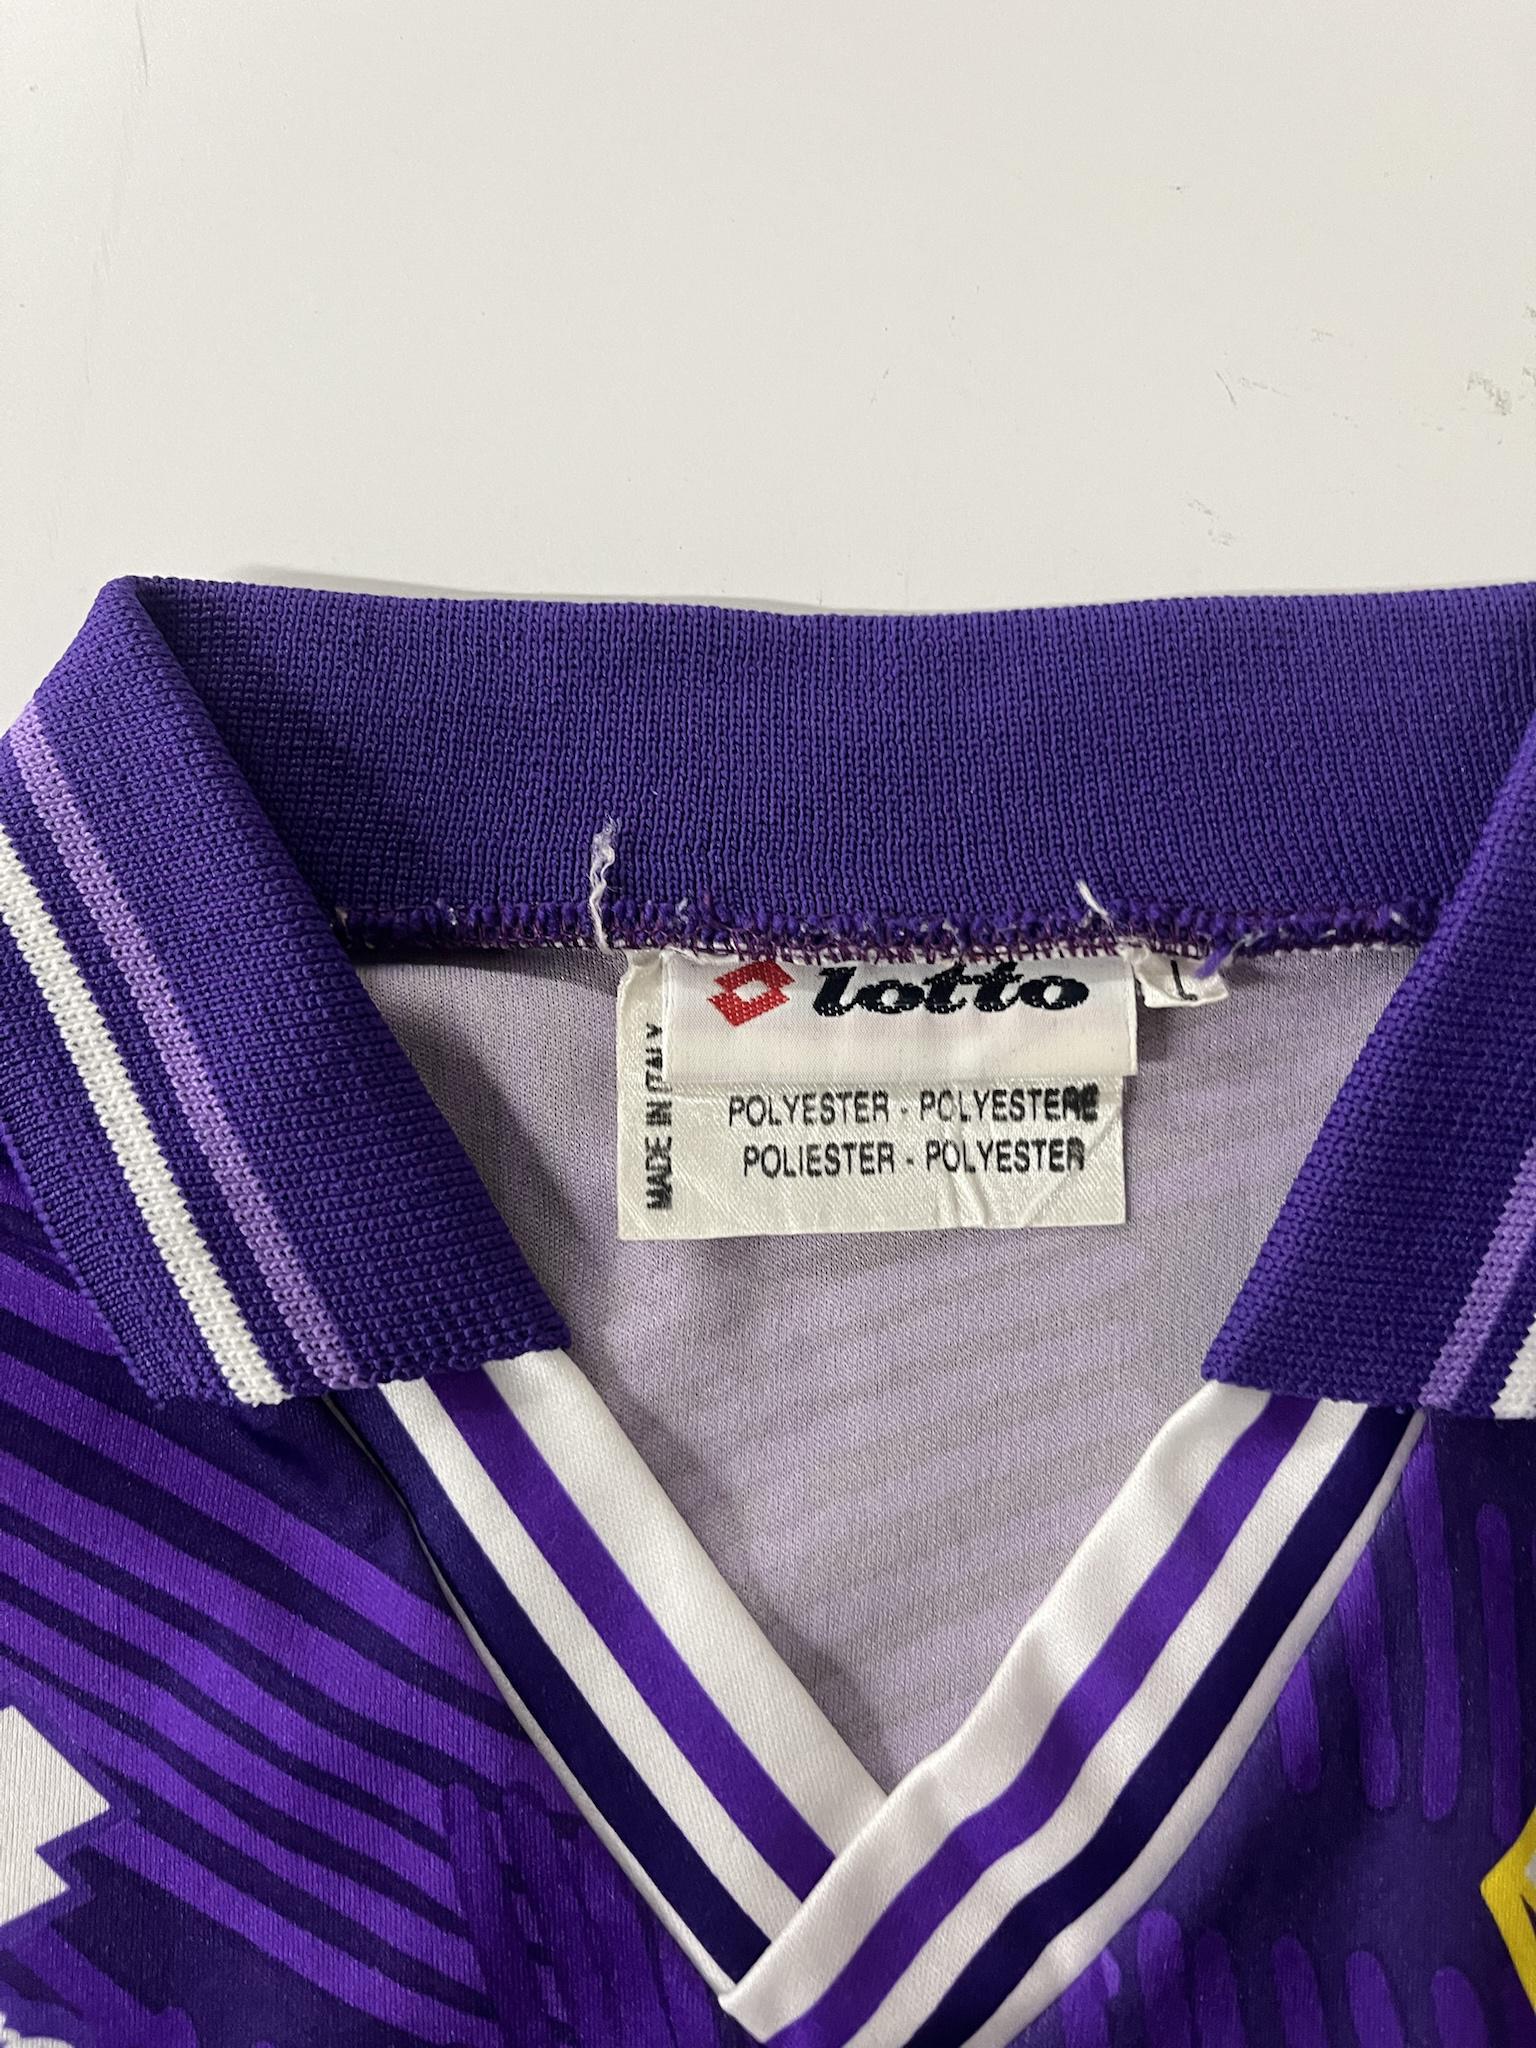 lotto
L
POLYESTER - POLYESTERE
POLIESTER - POLYESTER
MADE IN ITALY